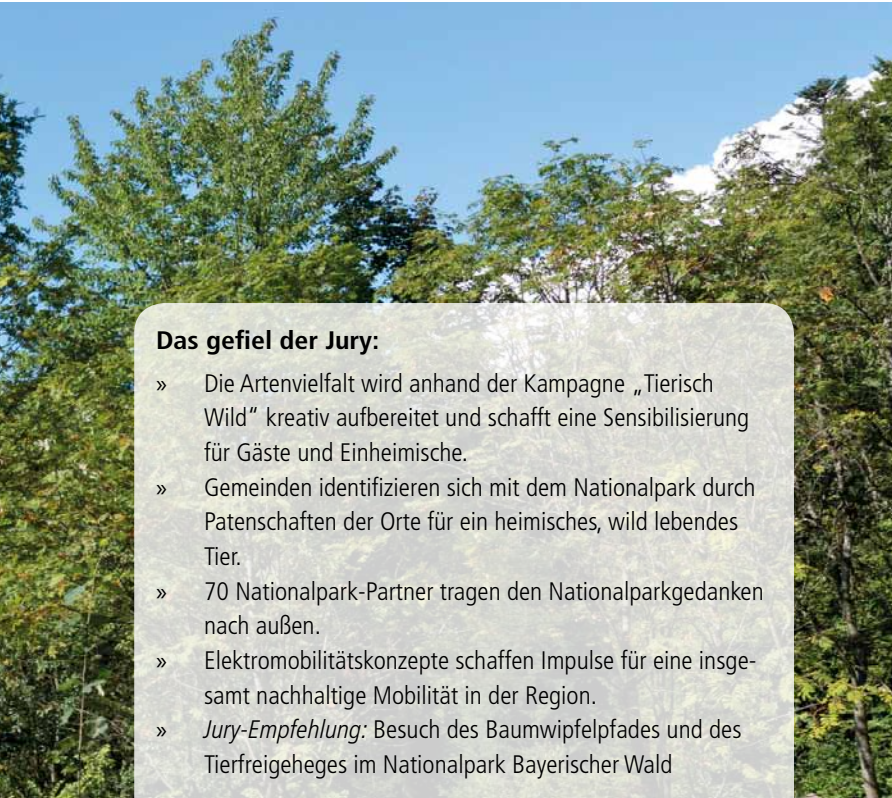 Das gefiel der Jury:
» Die Artenvielfalt wird anhand der Kampagne „Tierisch
Wild“ kreativ aufbereitet und schafft eine Sensibilisierung
für Gäste und Einheimische.
» Gemeinden identifizieren sich mit dem Nationalpark durch
Patenschaften der Orte für ein heimisches, wild lebendes
Tier.
» 70 Nationalpark-Partner tragen den Nationalparkgedanken
nach außen.
» Elektromobilitätskonzepte schaffen Impulse für eine insge-
samt nachhaltige Mobilität in der Region.
» Jury-Empfehlung: Besuch des Baumwipfelpfades und des
Tierfreigeheges im Nationalpark Bayerischer Wald